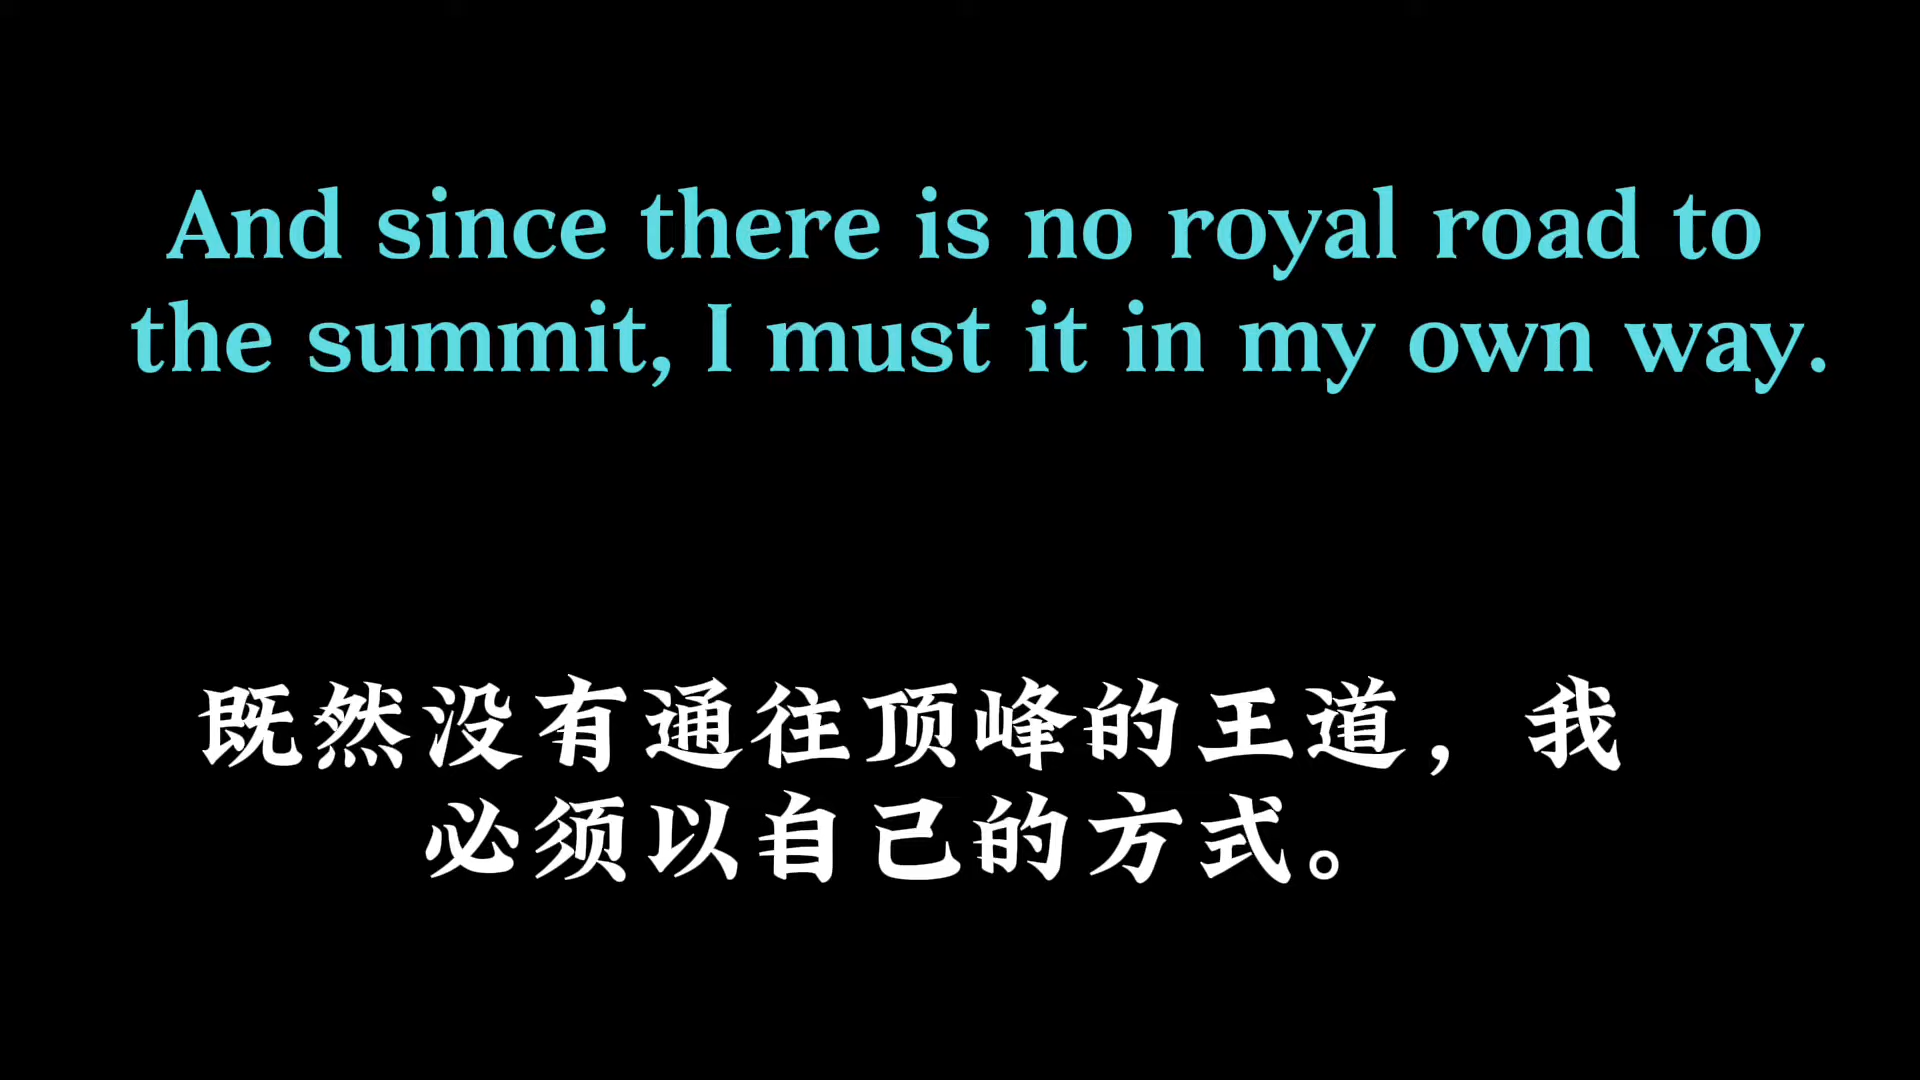 And since there is no royal road to
the summit, I must it in my own way.
既然没有通往顶峰的王道，我
必须以自己的方式。